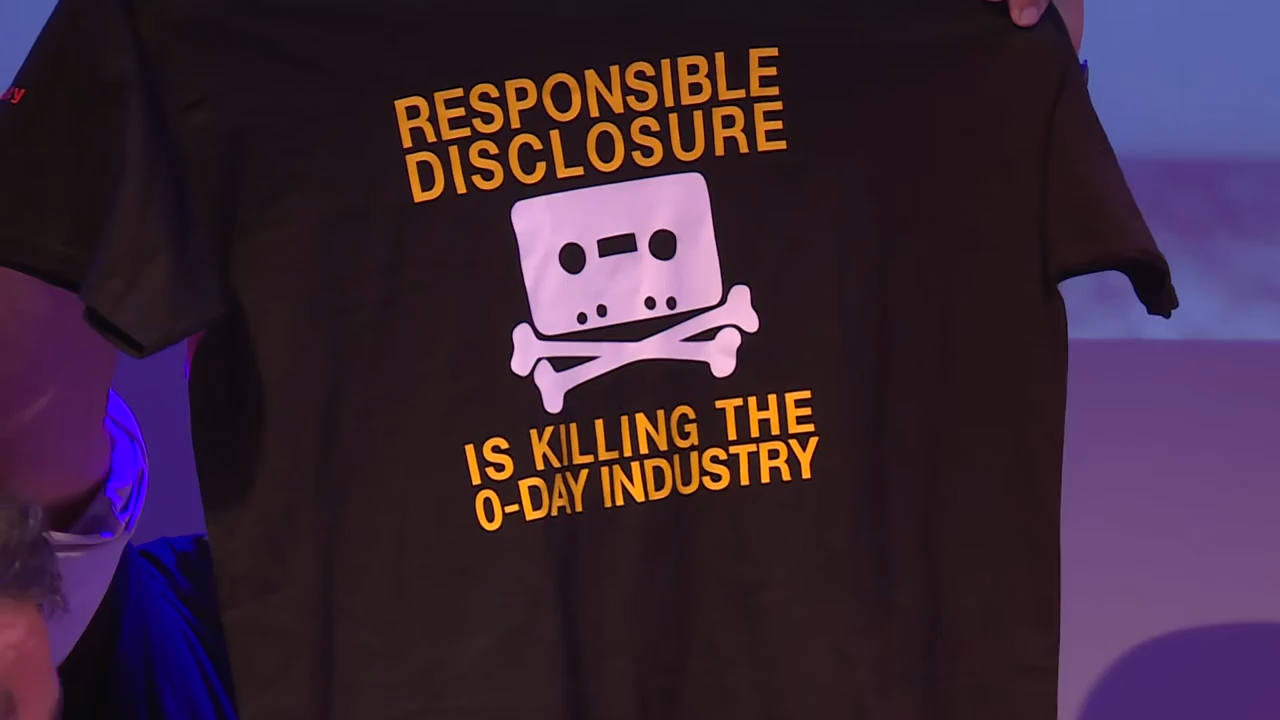 RESPONSIBLE
DISCLOSURE
IS KILLING THE
0-DAY INDUSTRY